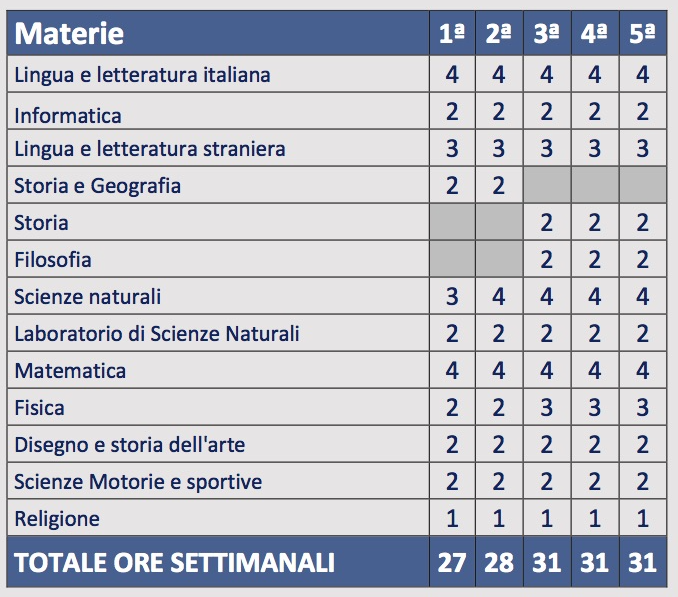 Materie 1ª 2ª 3ª 4ª 5ª
Lingua e letteratura italiana 4 4 4 4 4
Informatica 2 2 2 2 2
Lingua e letteratura straniera 3 3 3 3 3
Storia e Geografia 2 2
Storia 2 2 2
Filosofia 2 2 2
Scienze naturali 3 4 4 4 4
Laboratorio di Scienze Naturali 2 2 2 2 2
Matematica 4 4 4 4 4
Fisica 2 2 3 3 3
Disegno e storia dell'arte 2 2 2 2 2
Scienze Motorie e sportive 2 2 2 2 2
Religione 1 1 1 1 1
TOTALE ORE SETTIMANALI 27 28 31 31 31